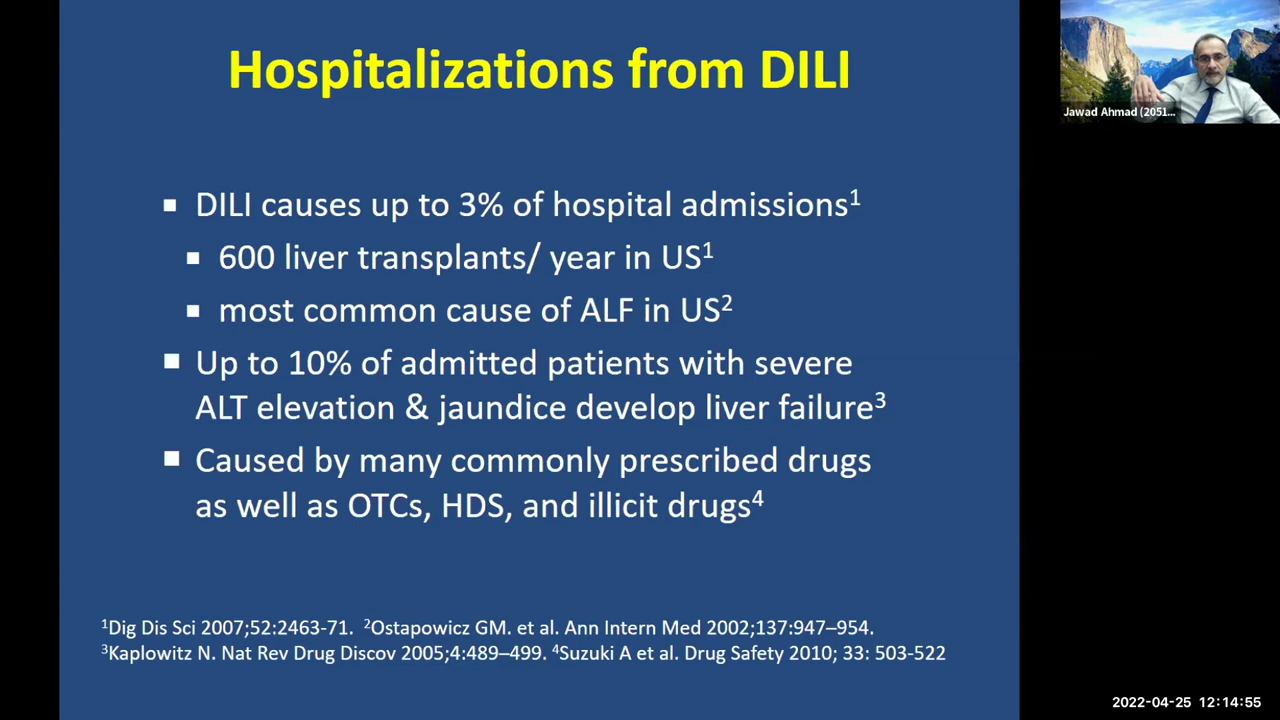 Hospitalizations from DILI
Jawad Ahmad (2051...
▪ DILI causes up to 3% of hospital admissions¹
▪ 600 liver transplants/ year in US¹
▪ most common cause of ALF in US²
▪ Up to 10% of admitted patients with severe
ALT elevation & jaundice develop liver failure³
▪ Caused by many commonly prescribed drugs
as well as OTCs, HDS, and illicit drugs⁴
¹Dig Dis Sci 2007;52:2463-71. ²Ostapowicz GM. et al. Ann Intern Med 2002;137:947–954.
³Kaplowitz N. Nat Rev Drug Discov 2005;4:489–499. ⁴Suzuki A et al. Drug Safety 2010; 33: 503-522
2022-04-25 12:14:55